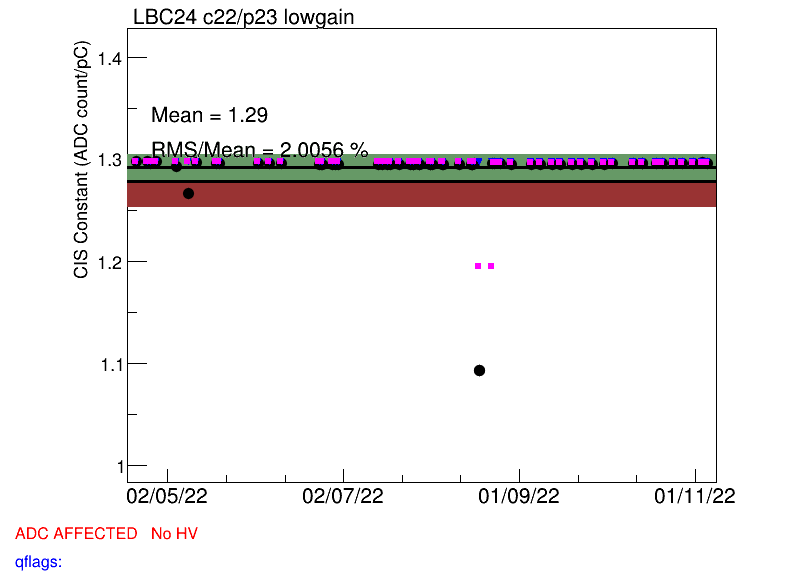 LBC24 c22/p23 lowgain
CIS Constant (ADC count/pC)
1.4
Mean = 1.29
RMS/Mean = 2.0056 %
1.3
1.2
1.1
1
02/05/22 02/07/22 01/09/22 01/11/22
ADC AFFECTED No HV
qflags: